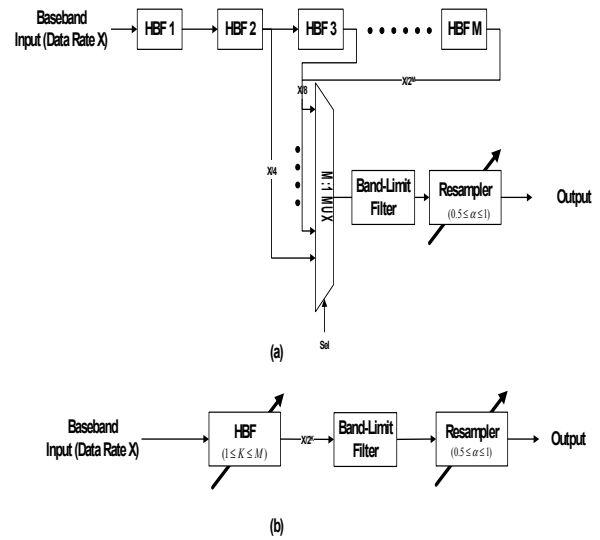 Baseband
Input (Data Rate X)
HBF 1
HBF 2
HBF 3
HBF M
X/2ᴹ
X/8
X/4
M:1 MUX
Band-Limit
Filter
Resampler
(0.5 ≤ α ≤ 1)
Output
Sel
(a)
Baseband
Input (Data Rate X)
HBF
(1 ≤ K ≤ M)
X/2ᴷ
Band-Limit
Filter
Resampler
(0.5 ≤ α ≤ 1)
Output
(b)